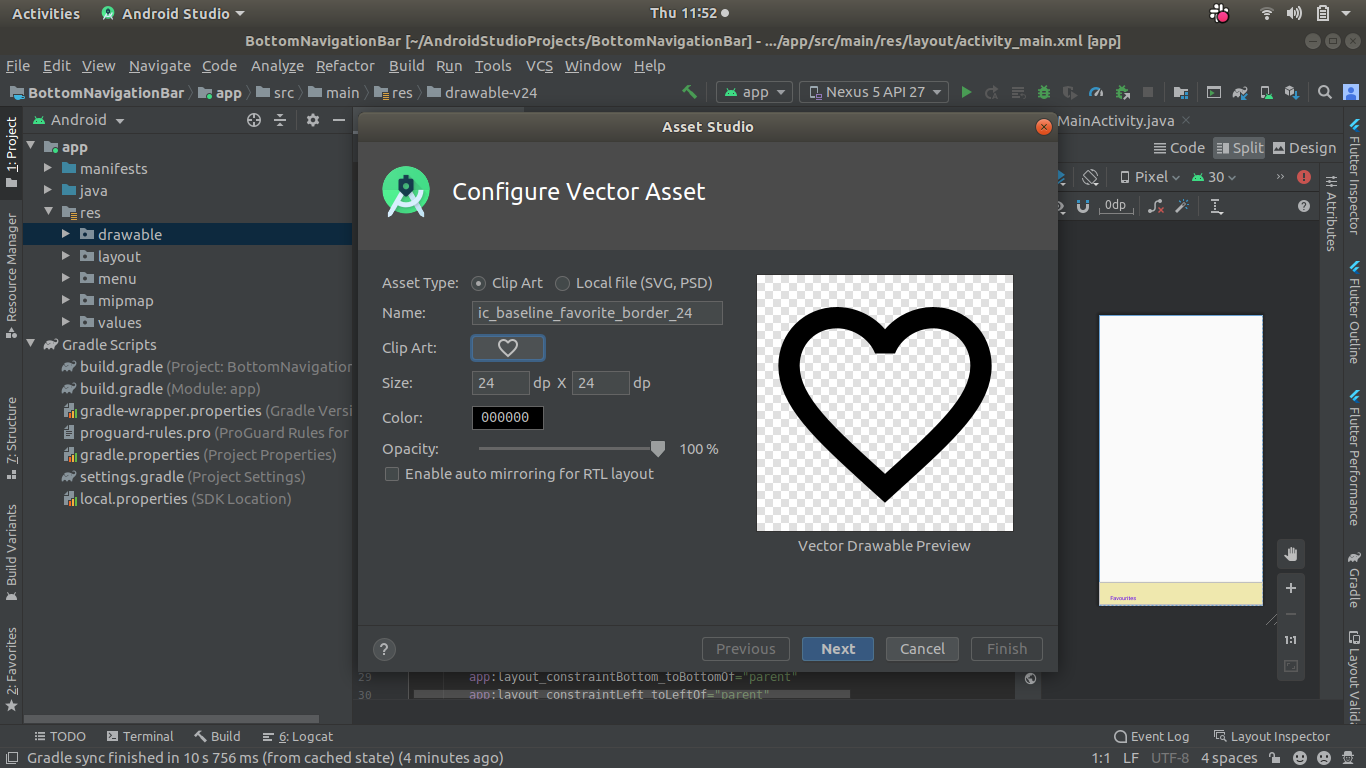 Activities Android Studio Thu 11:52
BottomNavigationBar [~/AndroidStudioProjects/BottomNavigationBar] - .../app/src/main/res/layout/activity_main.xml [app]
File Edit View Navigate Code Analyze Refactor Build Run Tools VCS Window Help
BottomNavigationBar app src main res drawable-v24 app Nexus 5 API 27
1: Project
Resource Manager
7: Structure
Build Variants
2: Favorites
Android
app
manifests
java
res
drawable
layout
menu
mipmap
values
Gradle Scripts
build.gradle (Project: BottomNavigation
build.gradle (Module: app)
gradle-wrapper.properties (Gradle Versi
proguard-rules.pro (ProGuard Rules for
gradle.properties (Project Properties)
settings.gradle (Project Settings)
local.properties (SDK Location)
Asset Studio
Configure Vector Asset
Asset Type: Clip Art Local file (SVG, PSD)
Name: ic_baseline_favorite_border_24
Clip Art:
Size: 24 dp X 24 dp
Color: 000000
Opacity: 100 %
Enable auto mirroring for RTL layout
Vector Drawable Preview
? Previous Next Cancel Finish
29 app:layout_constraintBottom_toBottomOf="parent"
30 app:layout_constraintLeft_toLeftOf="parent"
MainActivity.java
Code Split Design
Pixel 30
0dp
Favourites
1:1
Flutter Inspector
Attributes
Flutter Outline
Flutter Performance
Gradle
Layout Valida
TODO Terminal Build 6: Logcat Event Log Layout Inspector
Gradle sync finished in 10 s 756 ms (from cached state) (4 minutes ago) 1:1 LF UTF-8 4 spaces